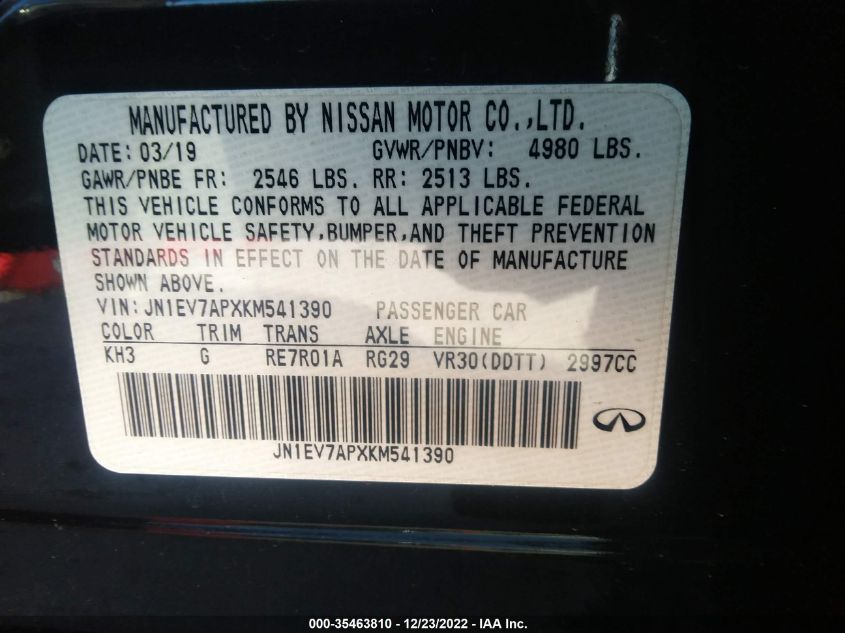 MANUFACTURED BY NISSAN MOTOR CO.,LTD.
DATE: 03/19 GVWR/PNBV: 4980 LBS.
GAWR/PNBE FR: 2546 LBS. RR: 2513 LBS.
THIS VEHICLE CONFORMS TO ALL APPLICABLE FEDERAL
MOTOR VEHICLE SAFETY,BUMPER,AND THEFT PREVENTION
STANDARDS IN EFFECT ON THE DATE OF MANUFACTURE
SHOWN ABOVE.
VIN: JN1EV7APXKM541390 PASSENGER CAR
COLOR TRIM TRANS AXLE ENGINE
KH3 G RE7R01A RG29 VR30(DDTT) 2997CC
JN1EV7APXKM541390
000-35463810 - 12/23/2022 - IAA Inc.